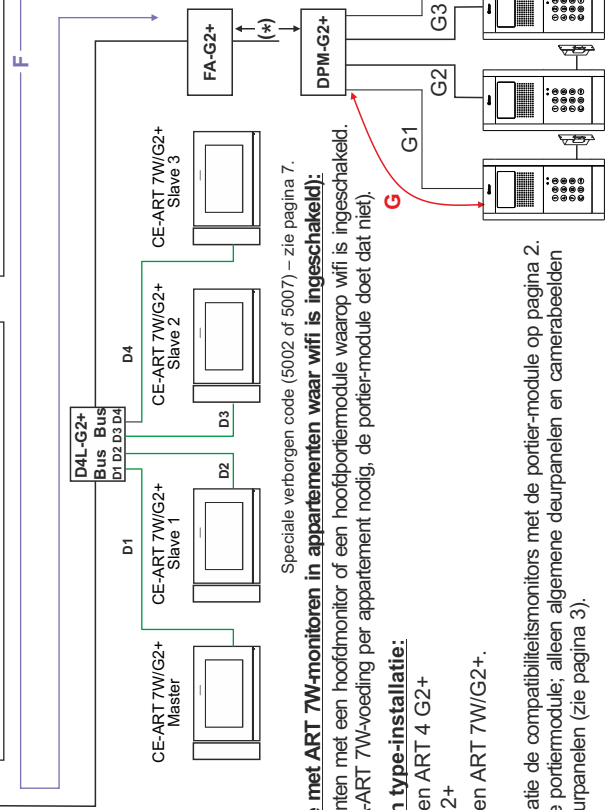 F
FA-G2+
(*)
DPM-G2+
G3
G2
G1
G
CE-ART 7W/G2+
Slave 3
CE-ART 7W/G2+
Slave 2
CE-ART 7W/G2+
Slave 1
CE-ART 7W/G2+
Master
D4L-G2+
Bus Bus
D1 D2 D3 D4
D4
D3
D2
D1
Speciale verborgen code (5002 of 5007) – zie pagina 7.
met ART 7W-monitoren in appartementen waar wifi is ingeschakeld):
nten met een hoofdmonitor of een hoofdportiermodule waarop wifi is ingeschakeld.
-ART 7W-voeding per appartement nodig, de portier-module doet dat niet).
type-installatie:
en ART 4 G2+
2+
en ART 7W/G2+.
atie de compatibiliteitsmonitors met de portier-module op pagina 2.
e portiermodule; alleen algemene deurpanelen en camerabeelden
urpanelen (zie pagina 3).